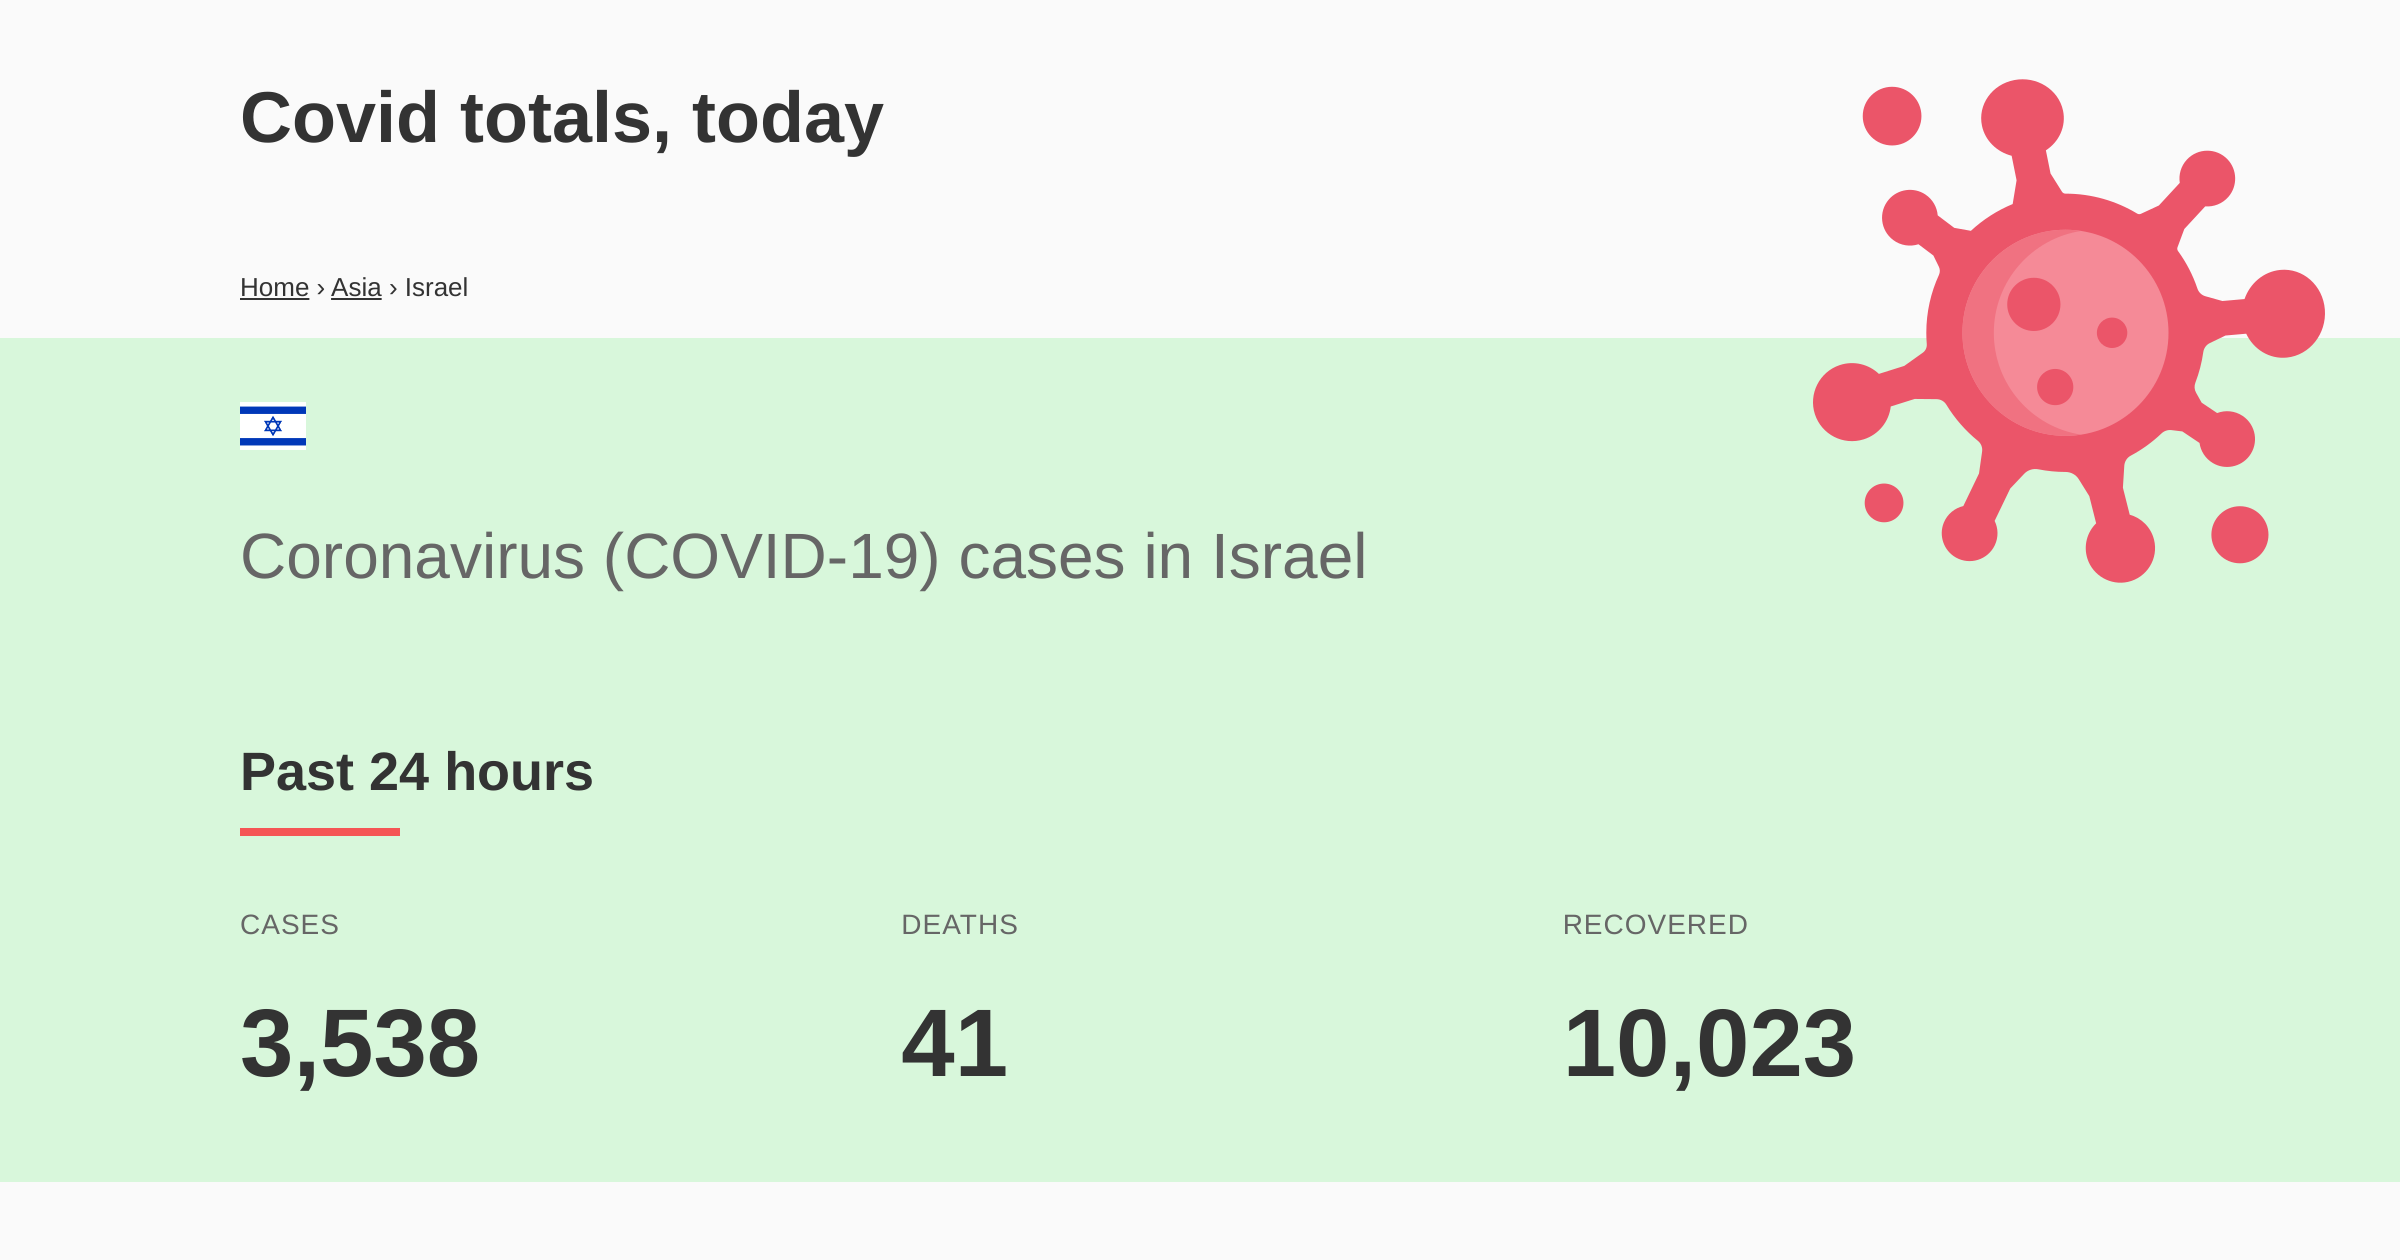 Covid totals, today
Home › Asia › Israel
Coronavirus (COVID-19) cases in Israel
Past 24 hours
CASES DEATHS RECOVERED
3,538 41 10,023